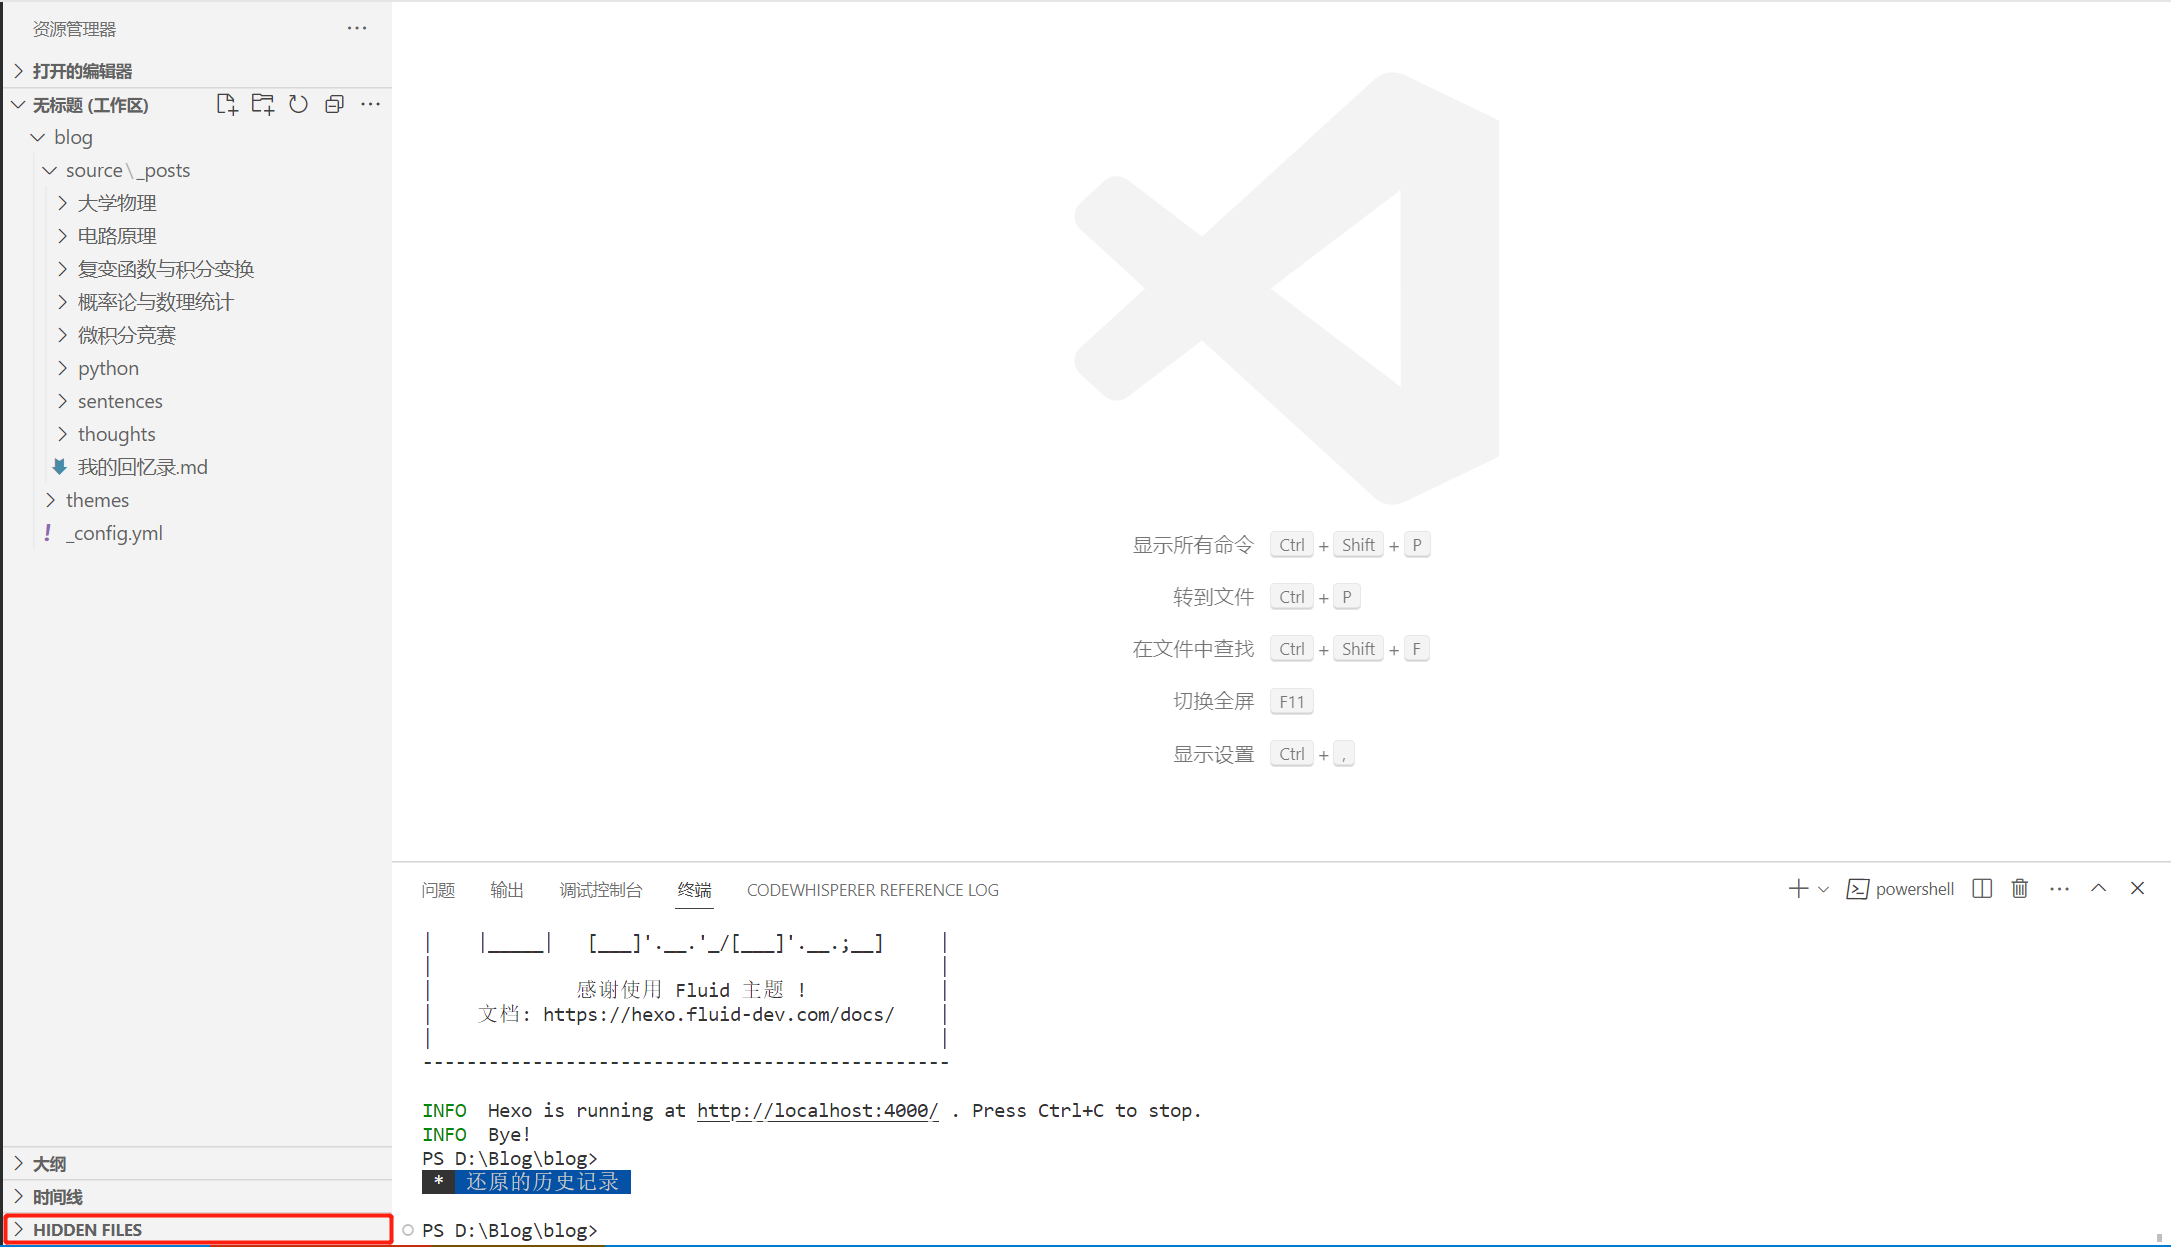 资源管理器
打开的编辑器
无标题 (工作区)
blog
source\_posts
大学物理
电路原理
复变函数与积分变换
概率论与数理统计
微积分竞赛
python
sentences
thoughts
我的回忆录.md
themes
! _config.yml
大纲
时间线
HIDDEN FILES
显示所有命令 Ctrl + Shift + P
转到文件 Ctrl + P
在文件中查找 Ctrl + Shift + F
切换全屏 F11
显示设置 Ctrl + ,
问题 输出 调试控制台 终端 CODEWHISPERER REFERENCE LOG powershell
| |_____| [___]'.__.'_/[___]'.__.;__] |
| |
| 感谢使用 Fluid 主题 ! |
| 文档: https://hexo.fluid-dev.com/docs/ |
| |
------------------------------------------------
INFO Hexo is running at http://localhost:4000/ . Press Ctrl+C to stop.
INFO Bye!
PS D:\Blog\blog>
* 还原的历史记录
PS D:\Blog\blog>